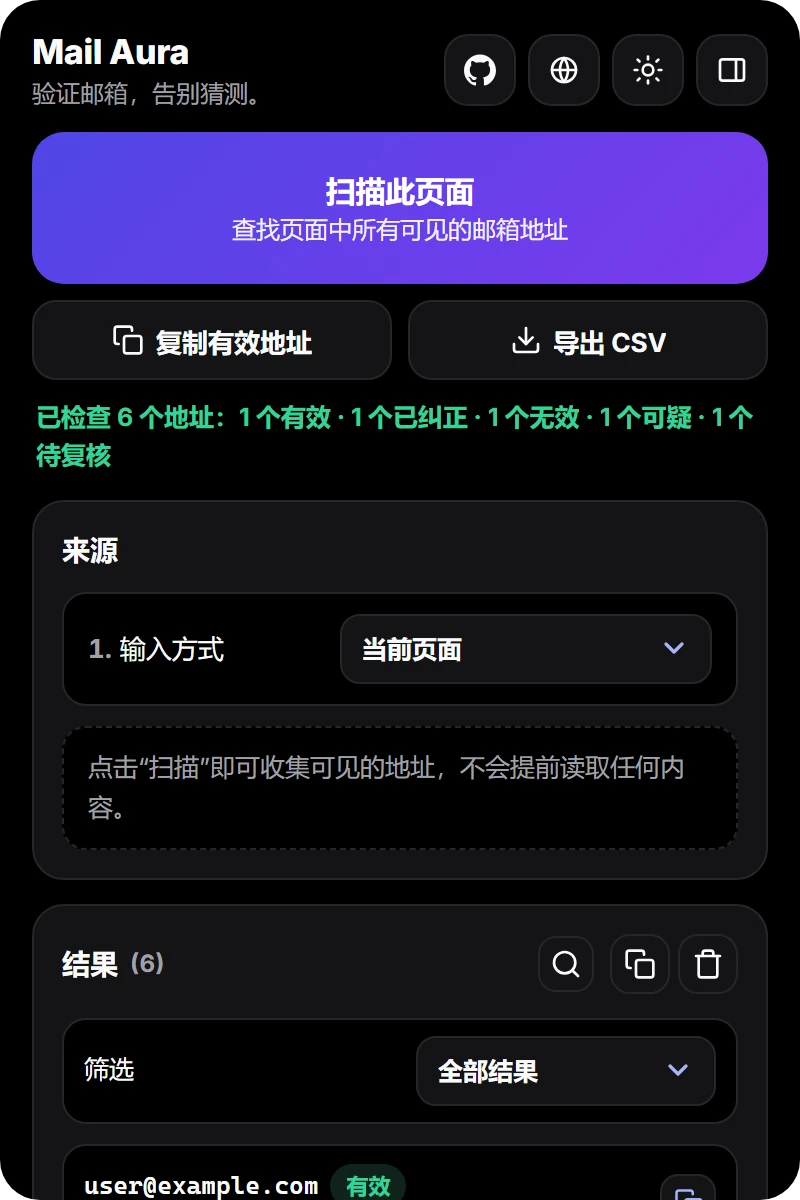 Mail Aura
验证邮箱，告别猜测。
扫描此页面
查找页面中所有可见的邮箱地址
复制有效地址
导出 CSV
已检查 6 个地址：1 个有效 · 1 个已纠正 · 1 个无效 · 1 个可疑 · 1 个
待复核
来源
1. 输入方式
当前页面
点击“扫描”即可收集可见的地址，不会提前读取任何内
容。
结果 (6)
筛选
全部结果
user@example.com 有效